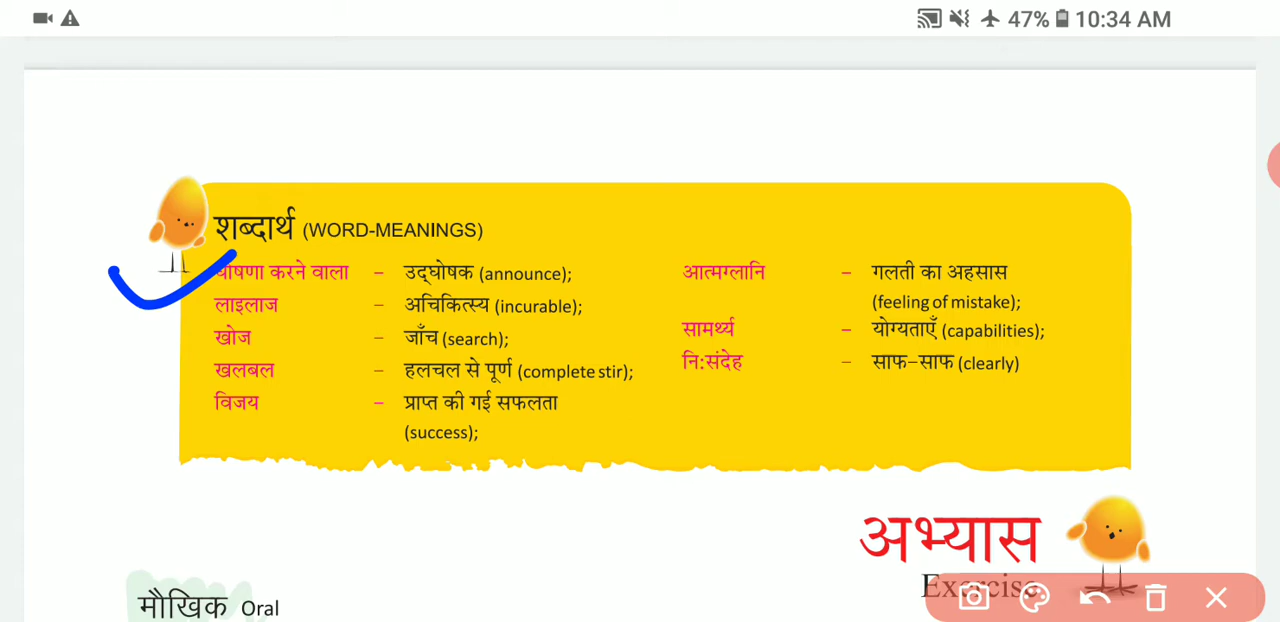 47% 10:34 AM
शब्दार्थ (WORD-MEANINGS)
घोषणा करने वाला – उद्घोषक (announce);
लाइलाज – अचिकित्स्य (incurable);
खोज – जाँच (search);
खलबल – हलचल से पूर्ण (complete stir);
विजय – प्राप्त की गई सफलता
(success);
आत्मग्लानि – गलती का अहसास
(feeling of mistake);
सामर्थ्य – योग्यताएँ (capabilities);
नि:संदेह – साफ-साफ (clearly)
अभ्यास
Exercise
मौखिक Oral